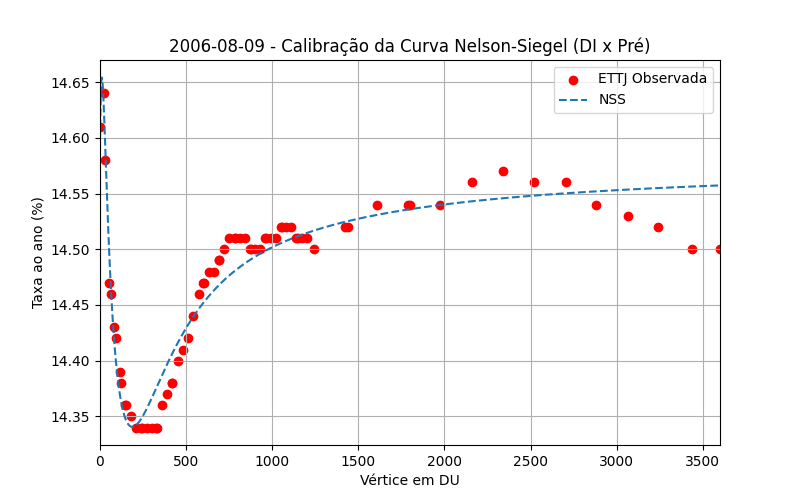 2006-08-09 - Calibração da Curva Nelson-Siegel (DI x Pré)
ETTJ Observada
NSS
Taxa ao ano (%)
14.65
14.60
14.55
14.50
14.45
14.40
14.35
0 500 1000 1500 2000 2500 3000 3500
Vértice em DU